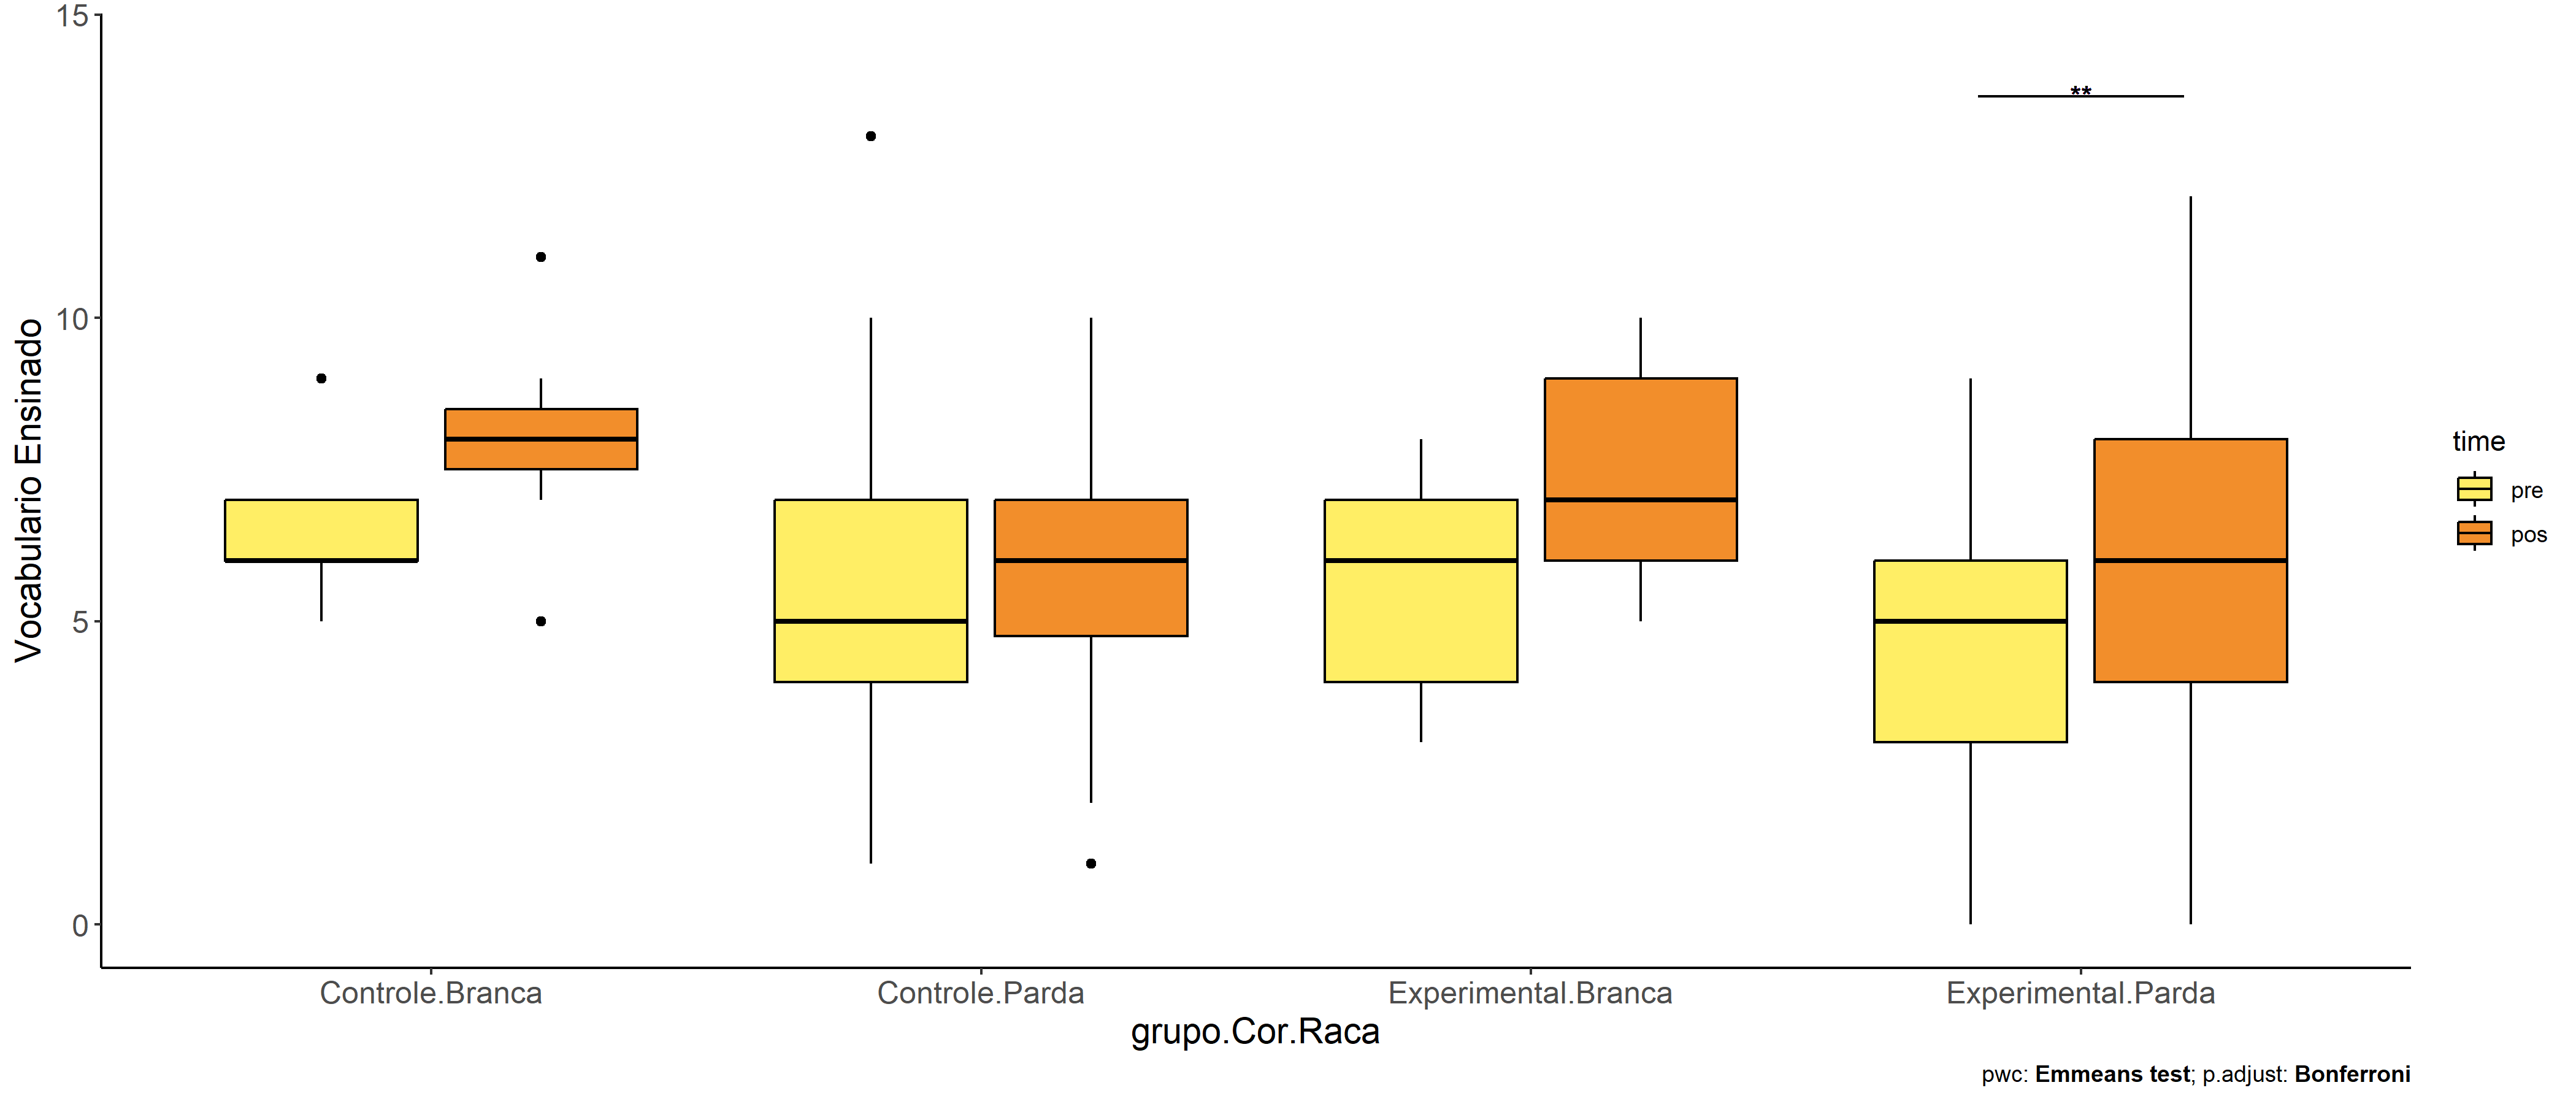 15
10
5
0
Vocabulario Ensinado
**
Controle.Branca
Controle.Parda
Experimental.Branca
Experimental.Parda
grupo.Cor.Raca
time
pre
pos
pwc: Emmeans test; p.adjust: Bonferroni